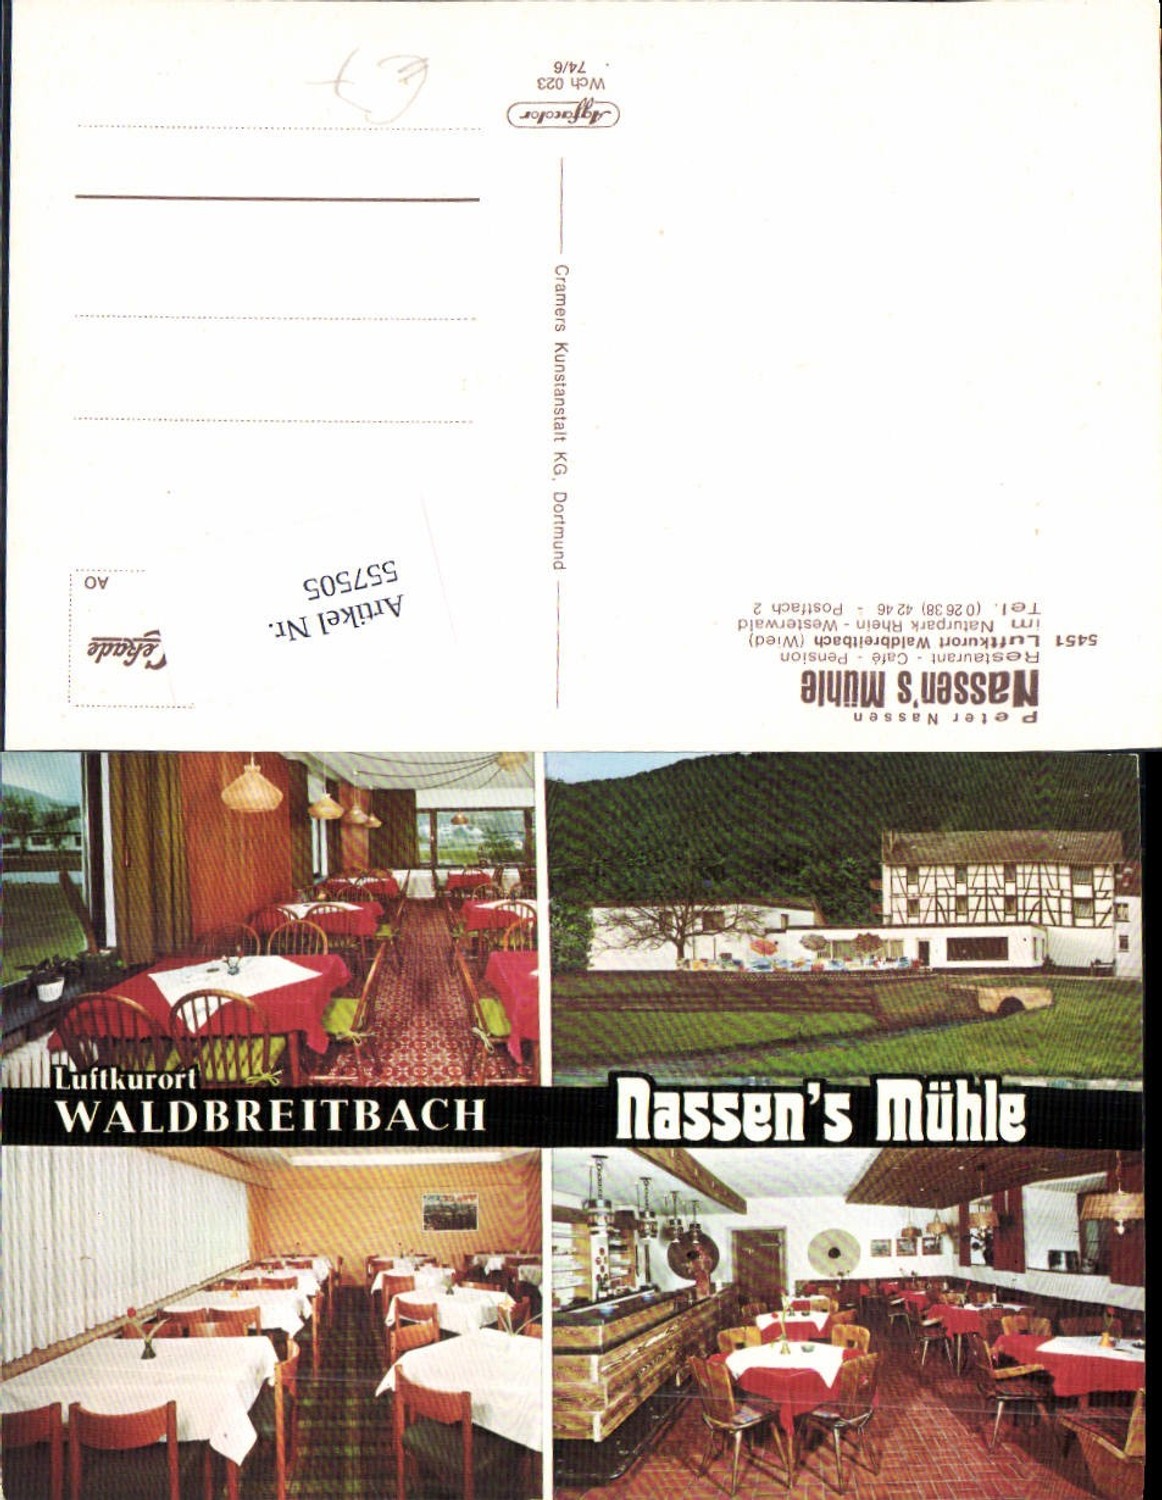 Peter Nassen
Nassen's Mühle
Restaurant - Café - Pension
5451 Luftkurort Waldbreitbach (Wied)
im Naturpark Rhein-Westerwald
Tel. (0 26 38) 42 46 - Postfach 2
Cramers Kunstanstalt KG, Dortmund
Agfacolor
Wch 023
74/6
Cekade
AO
Artikel Nr.
557505
Luftkurort
WALDBREITBACH
Nassen's Mühle